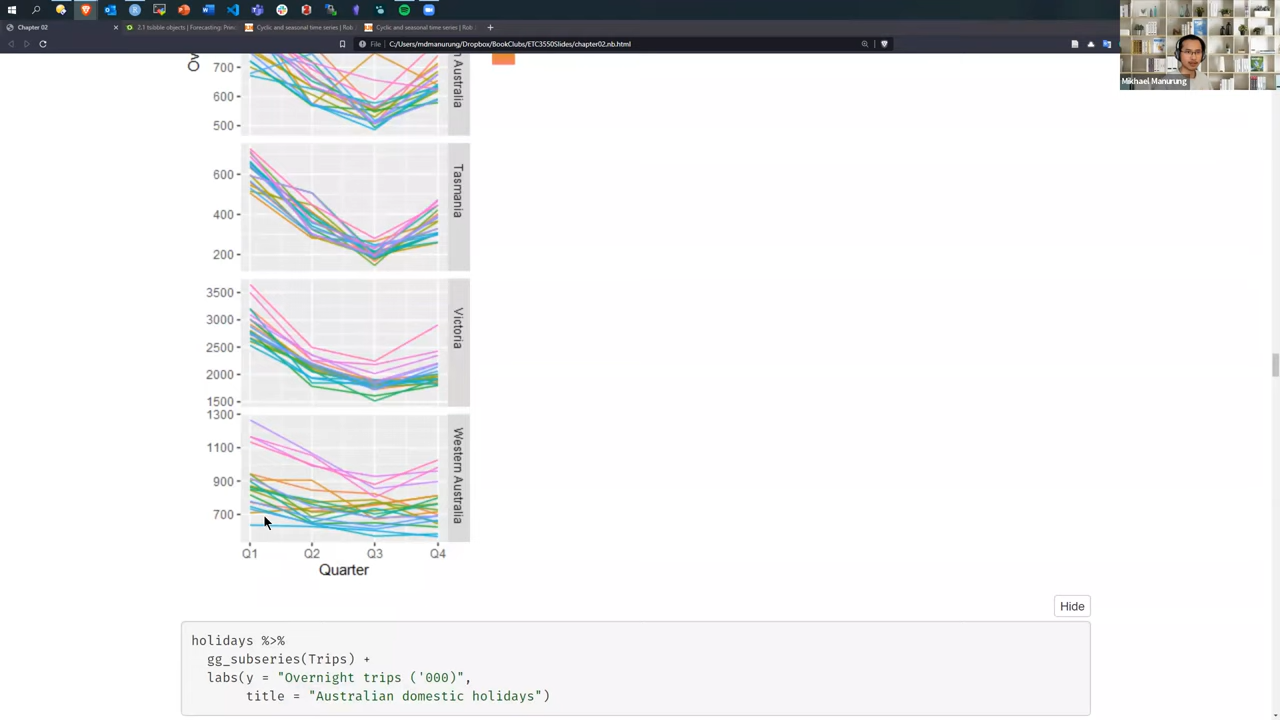 Chapter 02
2.1 tsibble objects | Forecasting: Prin
Cyclic and seasonal time series | Rob
Cyclic and seasonal time series | Rob
File
C:/Users/mdmanurung/Dropbox/BookClubs/ETC3550Slides/chapter02.nb.html
Mikhael Manurung
Ov
700
600
500
n Australia
600
400
200
Tasmania
3500
3000
2500
2000
1500
Victoria
1300
1100
900
700
Western Australia
Q1 Q2 Q3 Q4
Quarter
Hide
holidays %>%
gg_subseries(Trips) +
labs(y = "Overnight trips ('000)",
title = "Australian domestic holidays")